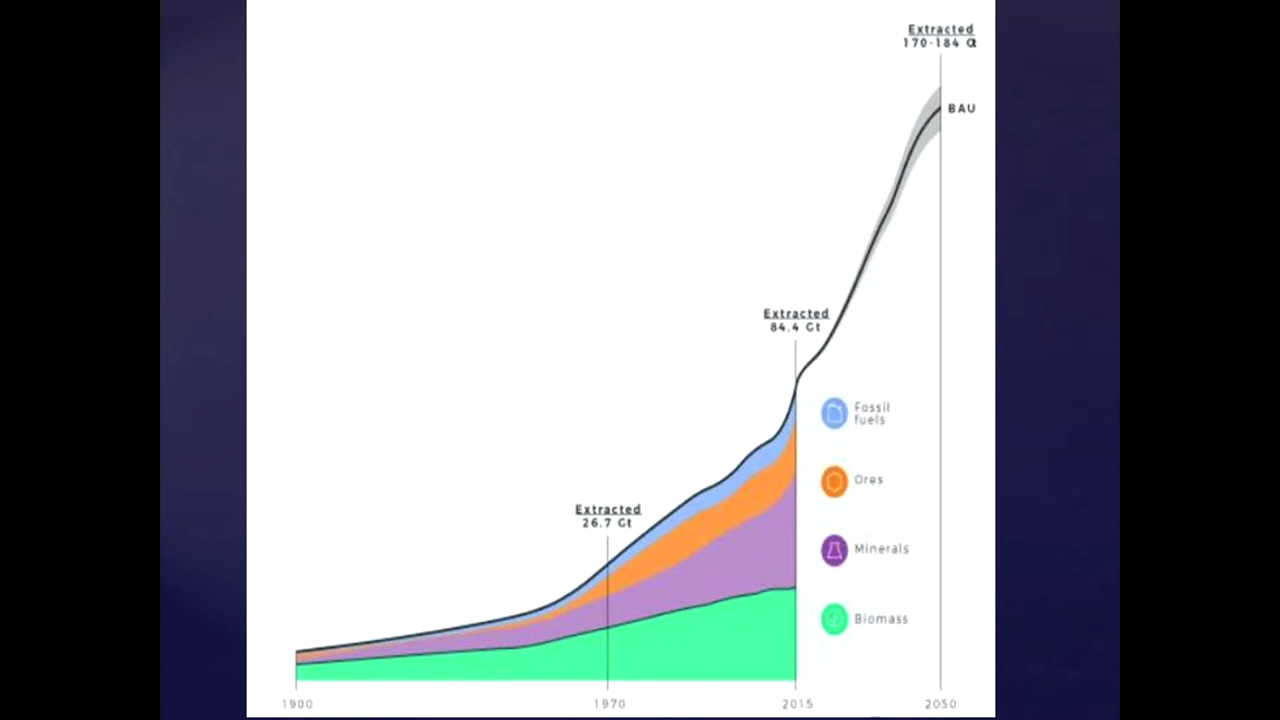 Extracted
170-184 Gt
BAU
Extracted
84.4 Gt
Fossil
fuels
Ores
Extracted
26.7 Gt
Minerals
Biomass
1900
1970
2015
2050